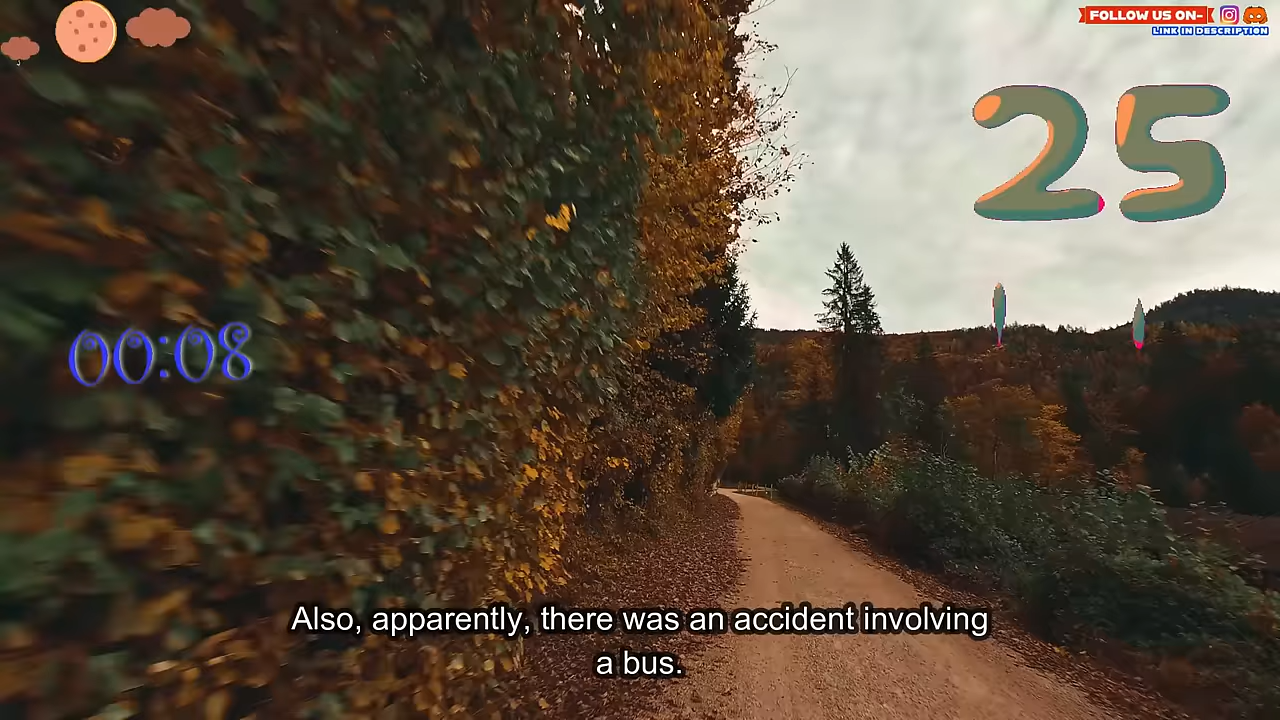 FOLLOW US ON-
LINK IN DESCRIPTION
25
00:08
Also, apparently, there was an accident involving
a bus.